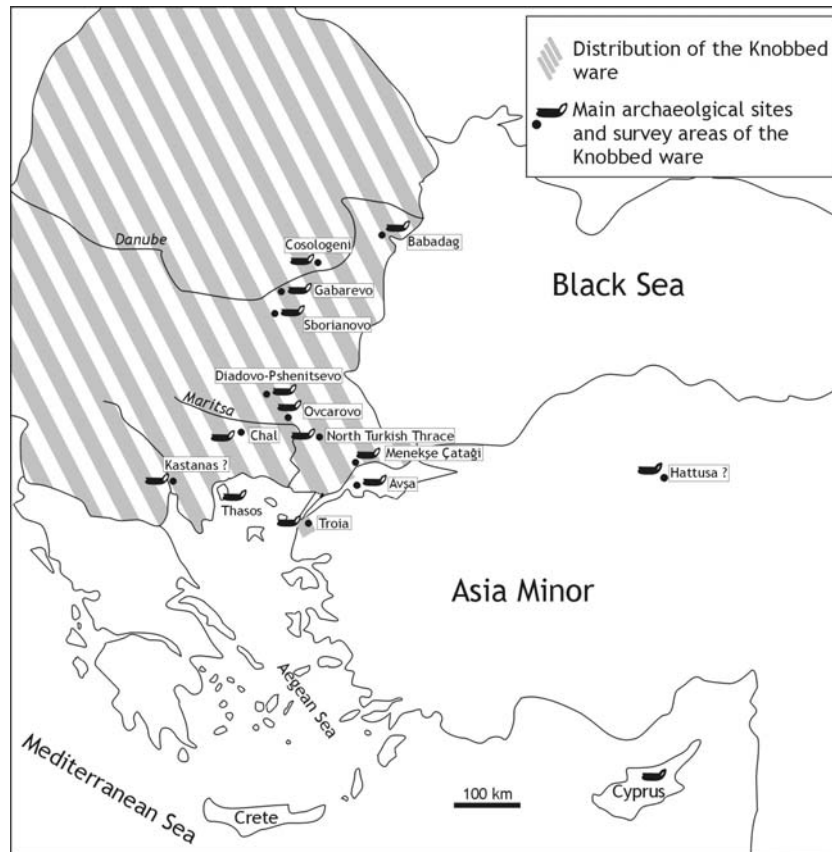 Distribution of the Knobbed
ware
Main archaeolgical sites
and survey areas of the
Knobbed ware
Danube
Cosologeni
Babadag
Gabarevo
Sborianovo
Black Sea
Diadovo-Pshenitsevo
Maritsa
Ovcarovo
Chal
North Turkish Thrace
Menekşe Çatağı
Kastanas ?
Hattusa ?
Avşa
Thasos
Troia
Asia Minor
Aegean Sea
Mediterranean Sea
100 km
Cyprus
Crete